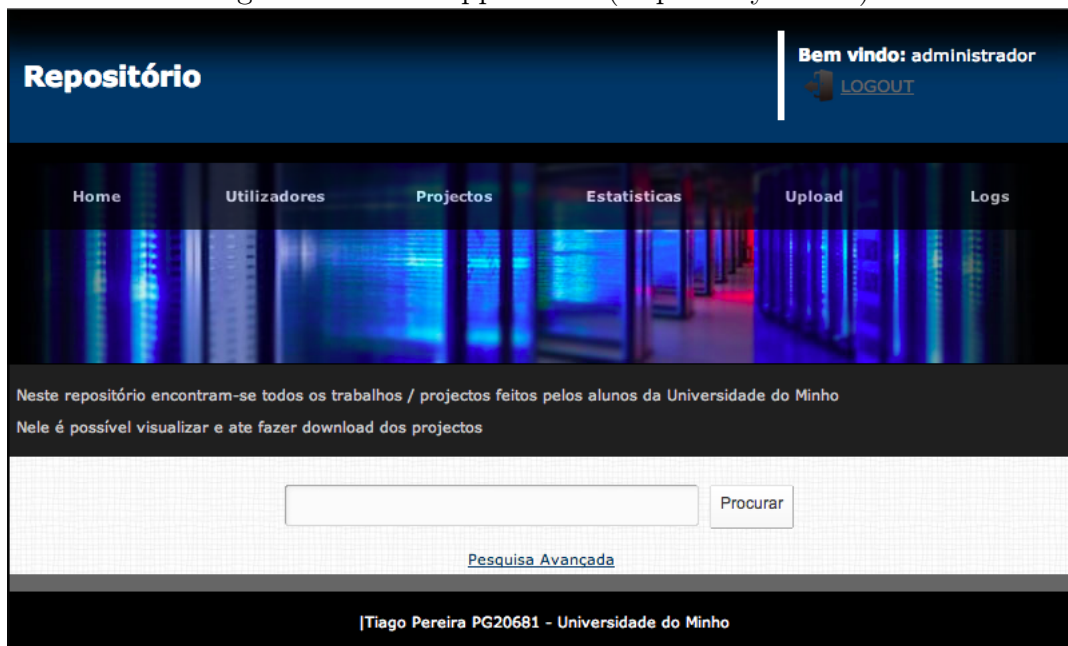 Repositório
Bem vindo: administrador
LOGOUT
Home Utilizadores Projectos Estatisticas Upload Logs
Neste repositório encontram-se todos os trabalhos / projectos feitos pelos alunos da Universidade do Minho
Nele é possível visualizar e ate fazer download dos projectos
Procurar
Pesquisa Avançada
|Tiago Pereira PG20681 - Universidade do Minho